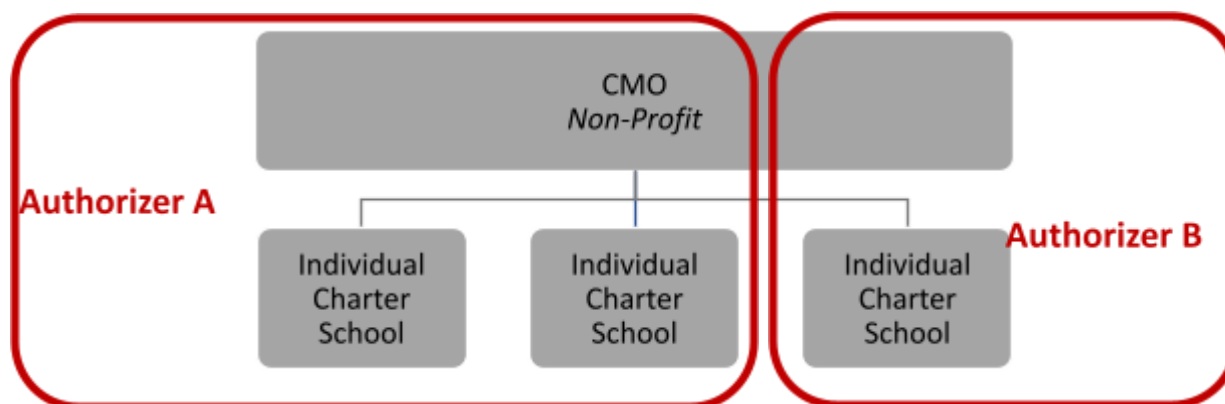 CMO
Non-Profit
Authorizer A
Authorizer B
Individual
Charter
School
Individual
Charter
School
Individual
Charter
School